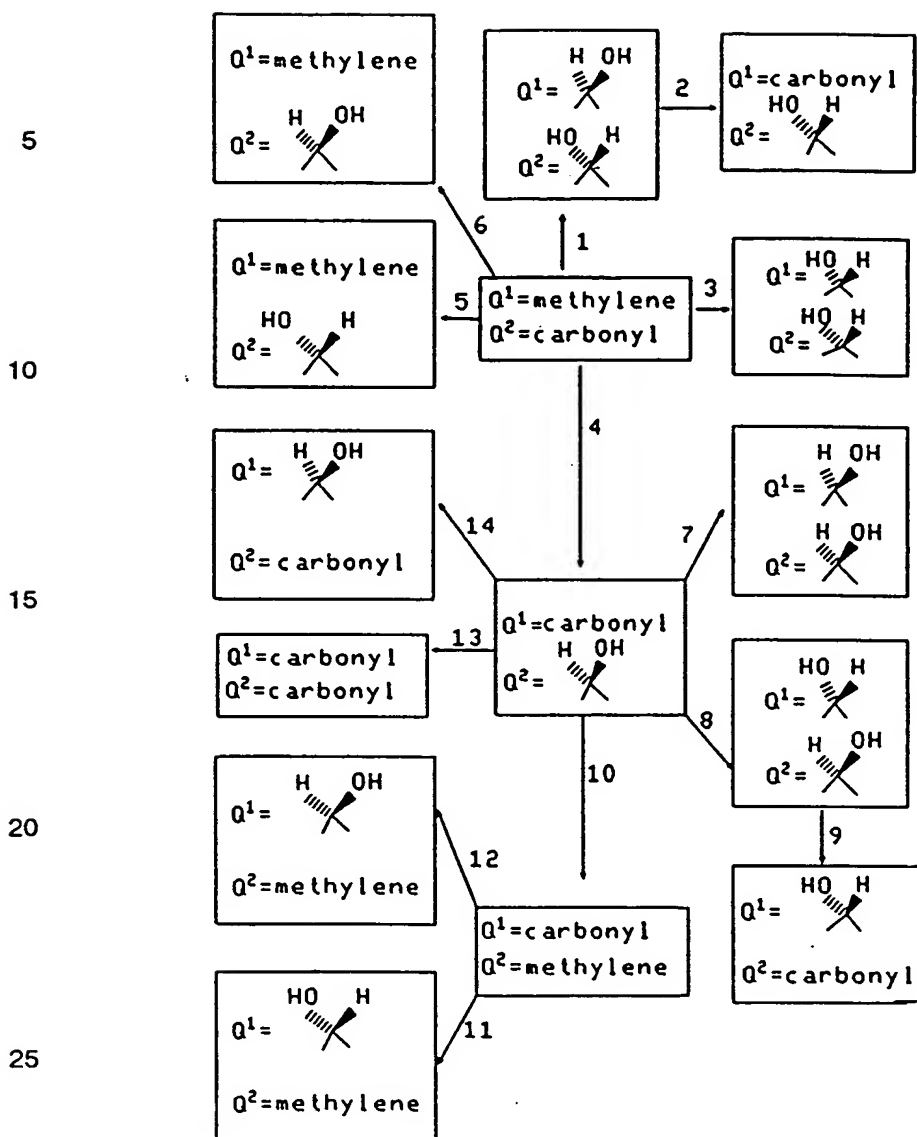 Q¹=methylene
H OH
Q²=
H OH
Q¹=
HO H
Q²=
2
Q¹=carbonyl
HO H
Q²=
5
6
1
Q¹=methylene
HO H
Q²=
5
Q¹=methylene
Q²=carbonyl
3
HO H
Q¹=
HO H
Q²=
10
4
H OH
Q¹=
Q²=carbonyl
14
7
H OH
Q¹=
H OH
Q²=
15
Q¹=carbonyl
Q²=carbonyl
13
Q¹=carbonyl
H OH
Q²=
8
HO H
Q¹=
H OH
Q²=
10
9
H OH
Q¹=
Q²=methylene
20
12
Q¹=carbonyl
Q²=methylene
HO H
Q¹=
Q²=carbonyl
11
HO H
Q¹=
Q²=methylene
25